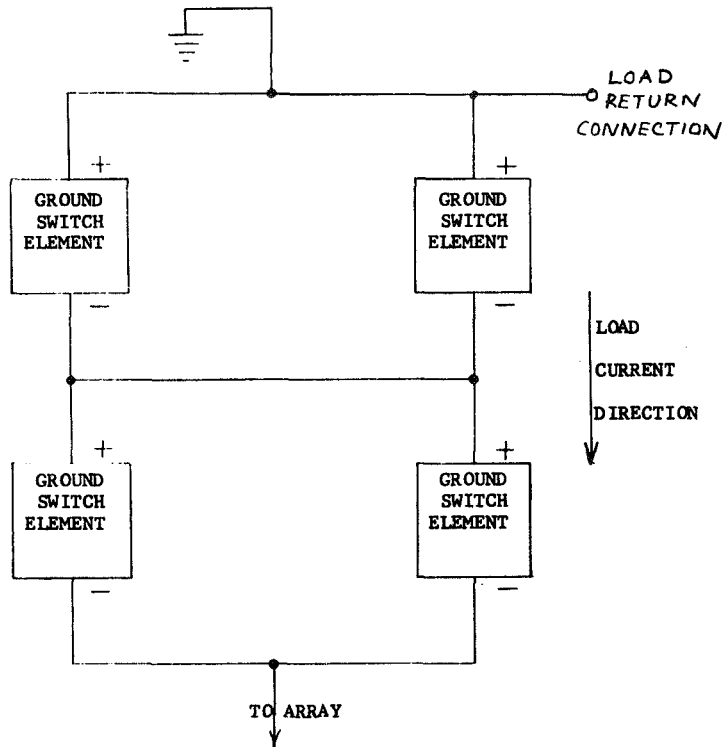 LOAD
RETURN
CONNECTION
+
GROUND
SWITCH
ELEMENT
−
+
GROUND
SWITCH
ELEMENT
−
LOAD
CURRENT
DIRECTION
+
GROUND
SWITCH
ELEMENT
−
+
GROUND
SWITCH
ELEMENT
−
TO ARRAY